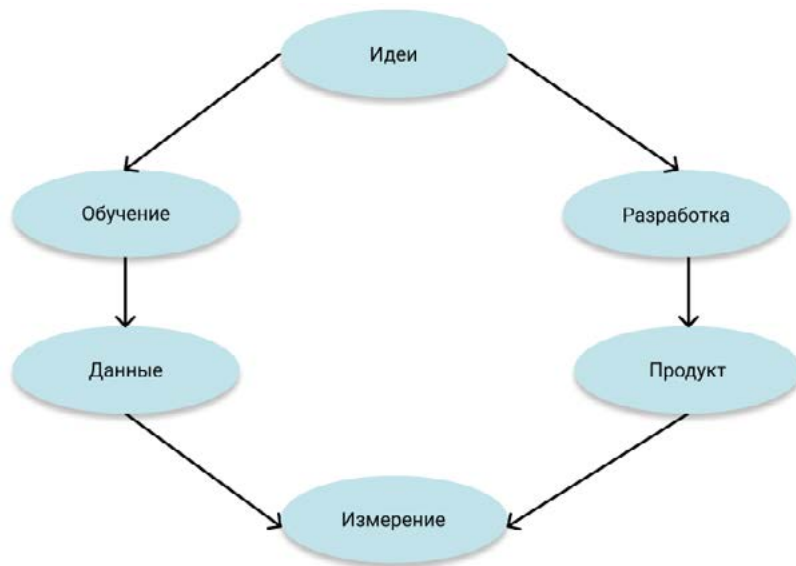 Идеи
Обучение
Разработка
Данные
Продукт
Измерение